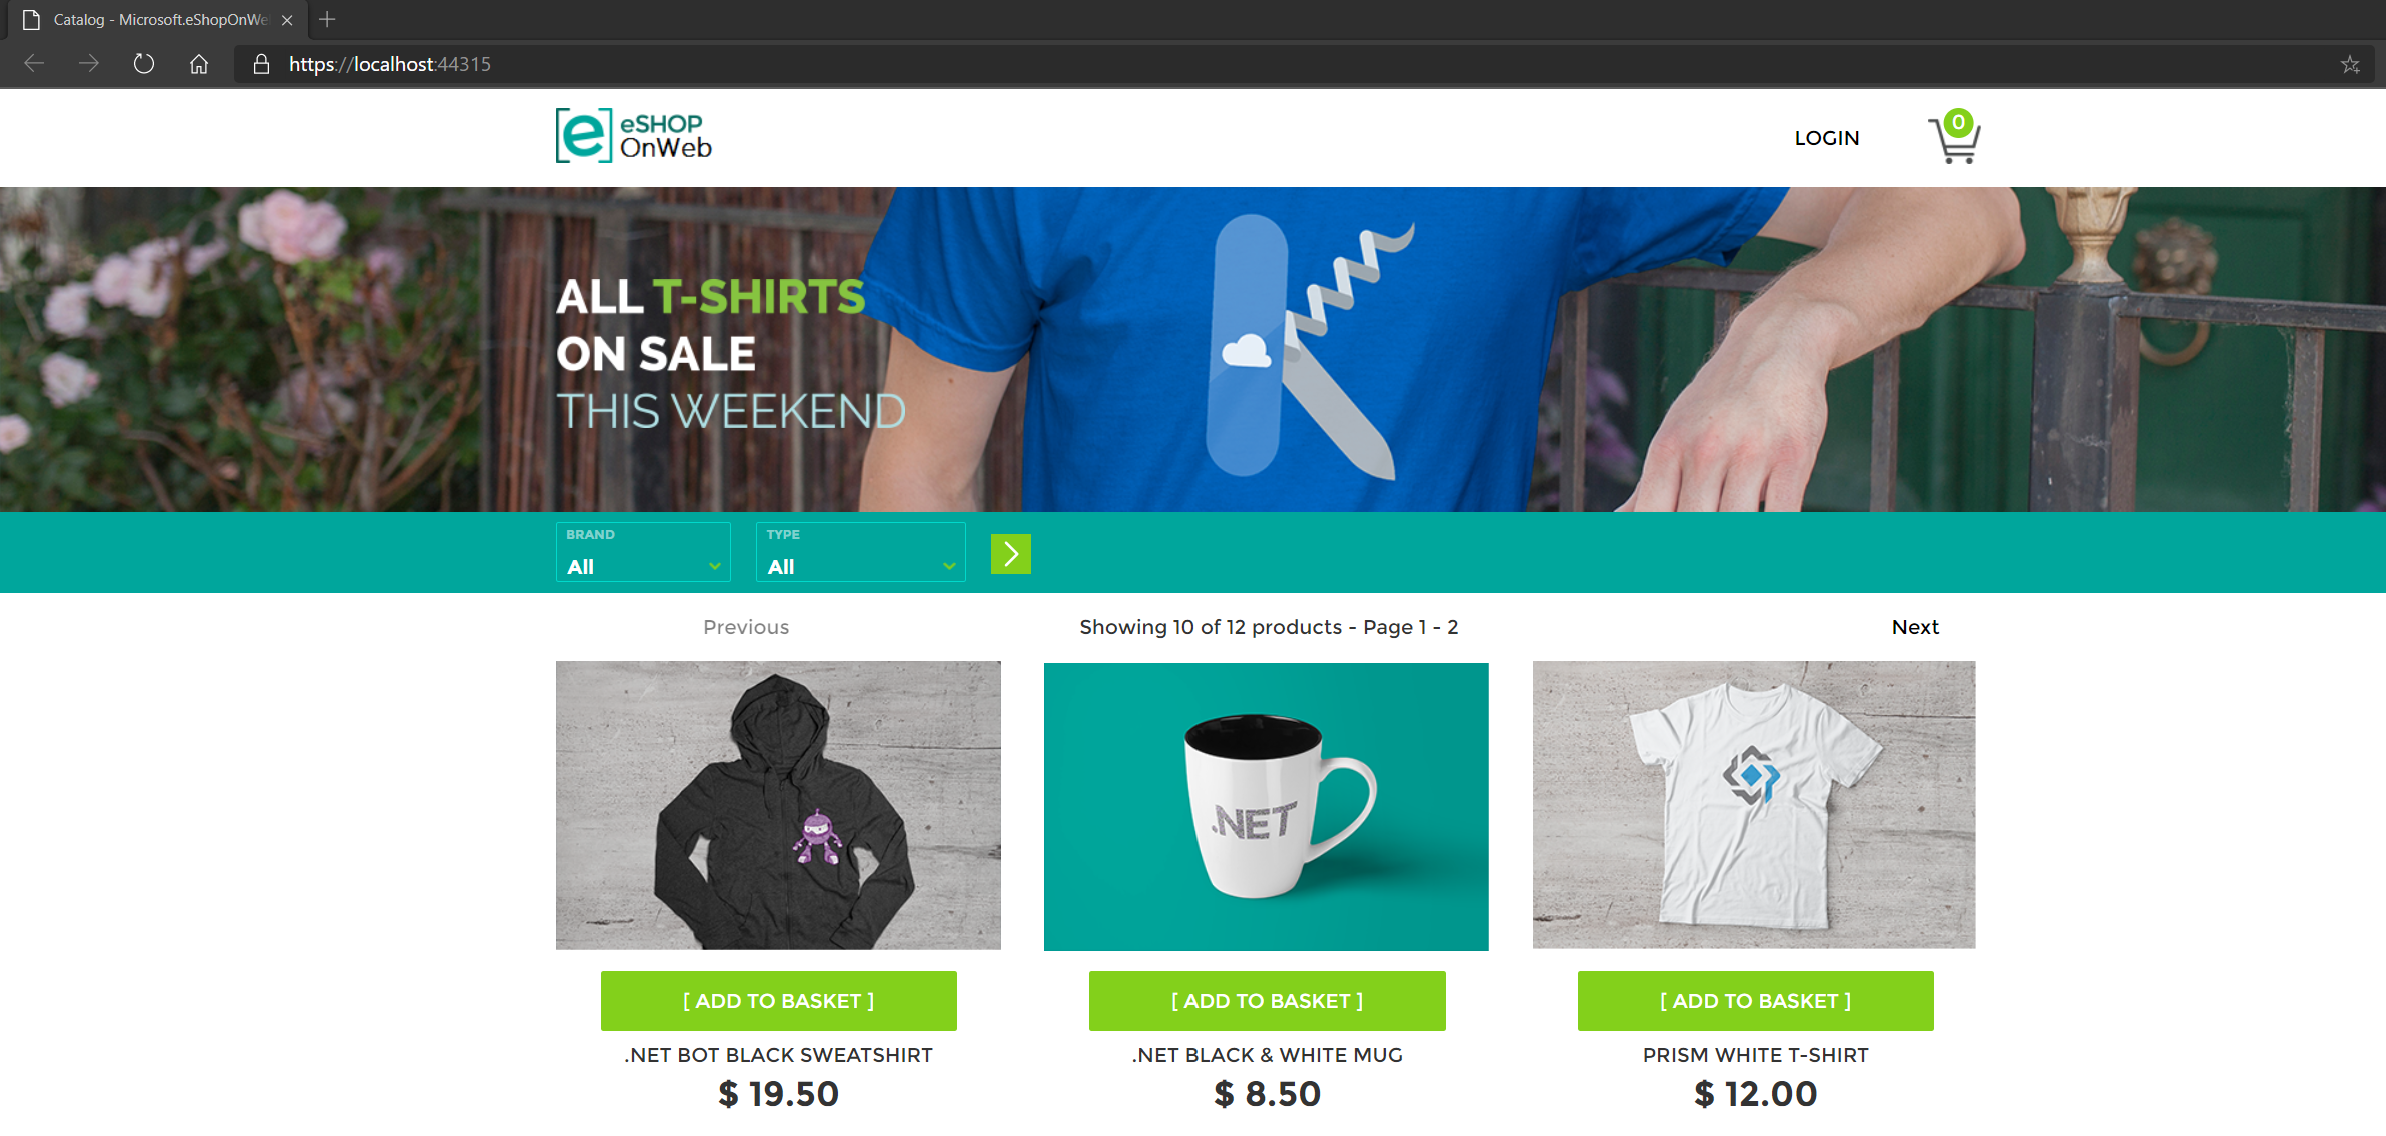 Catalog - Microsoft.eShopOnWe
https://localhost:44315
eSHOP
OnWeb
LOGIN
0
ALL T-SHIRTS
ON SALE
THIS WEEKEND
BRAND
All
TYPE
All
Previous
Showing 10 of 12 products - Page 1 - 2
Next
.NET
[ ADD TO BASKET ]
[ ADD TO BASKET ]
[ ADD TO BASKET ]
.NET BOT BLACK SWEATSHIRT
.NET BLACK & WHITE MUG
PRISM WHITE T-SHIRT
$ 19.50
$ 8.50
$ 12.00